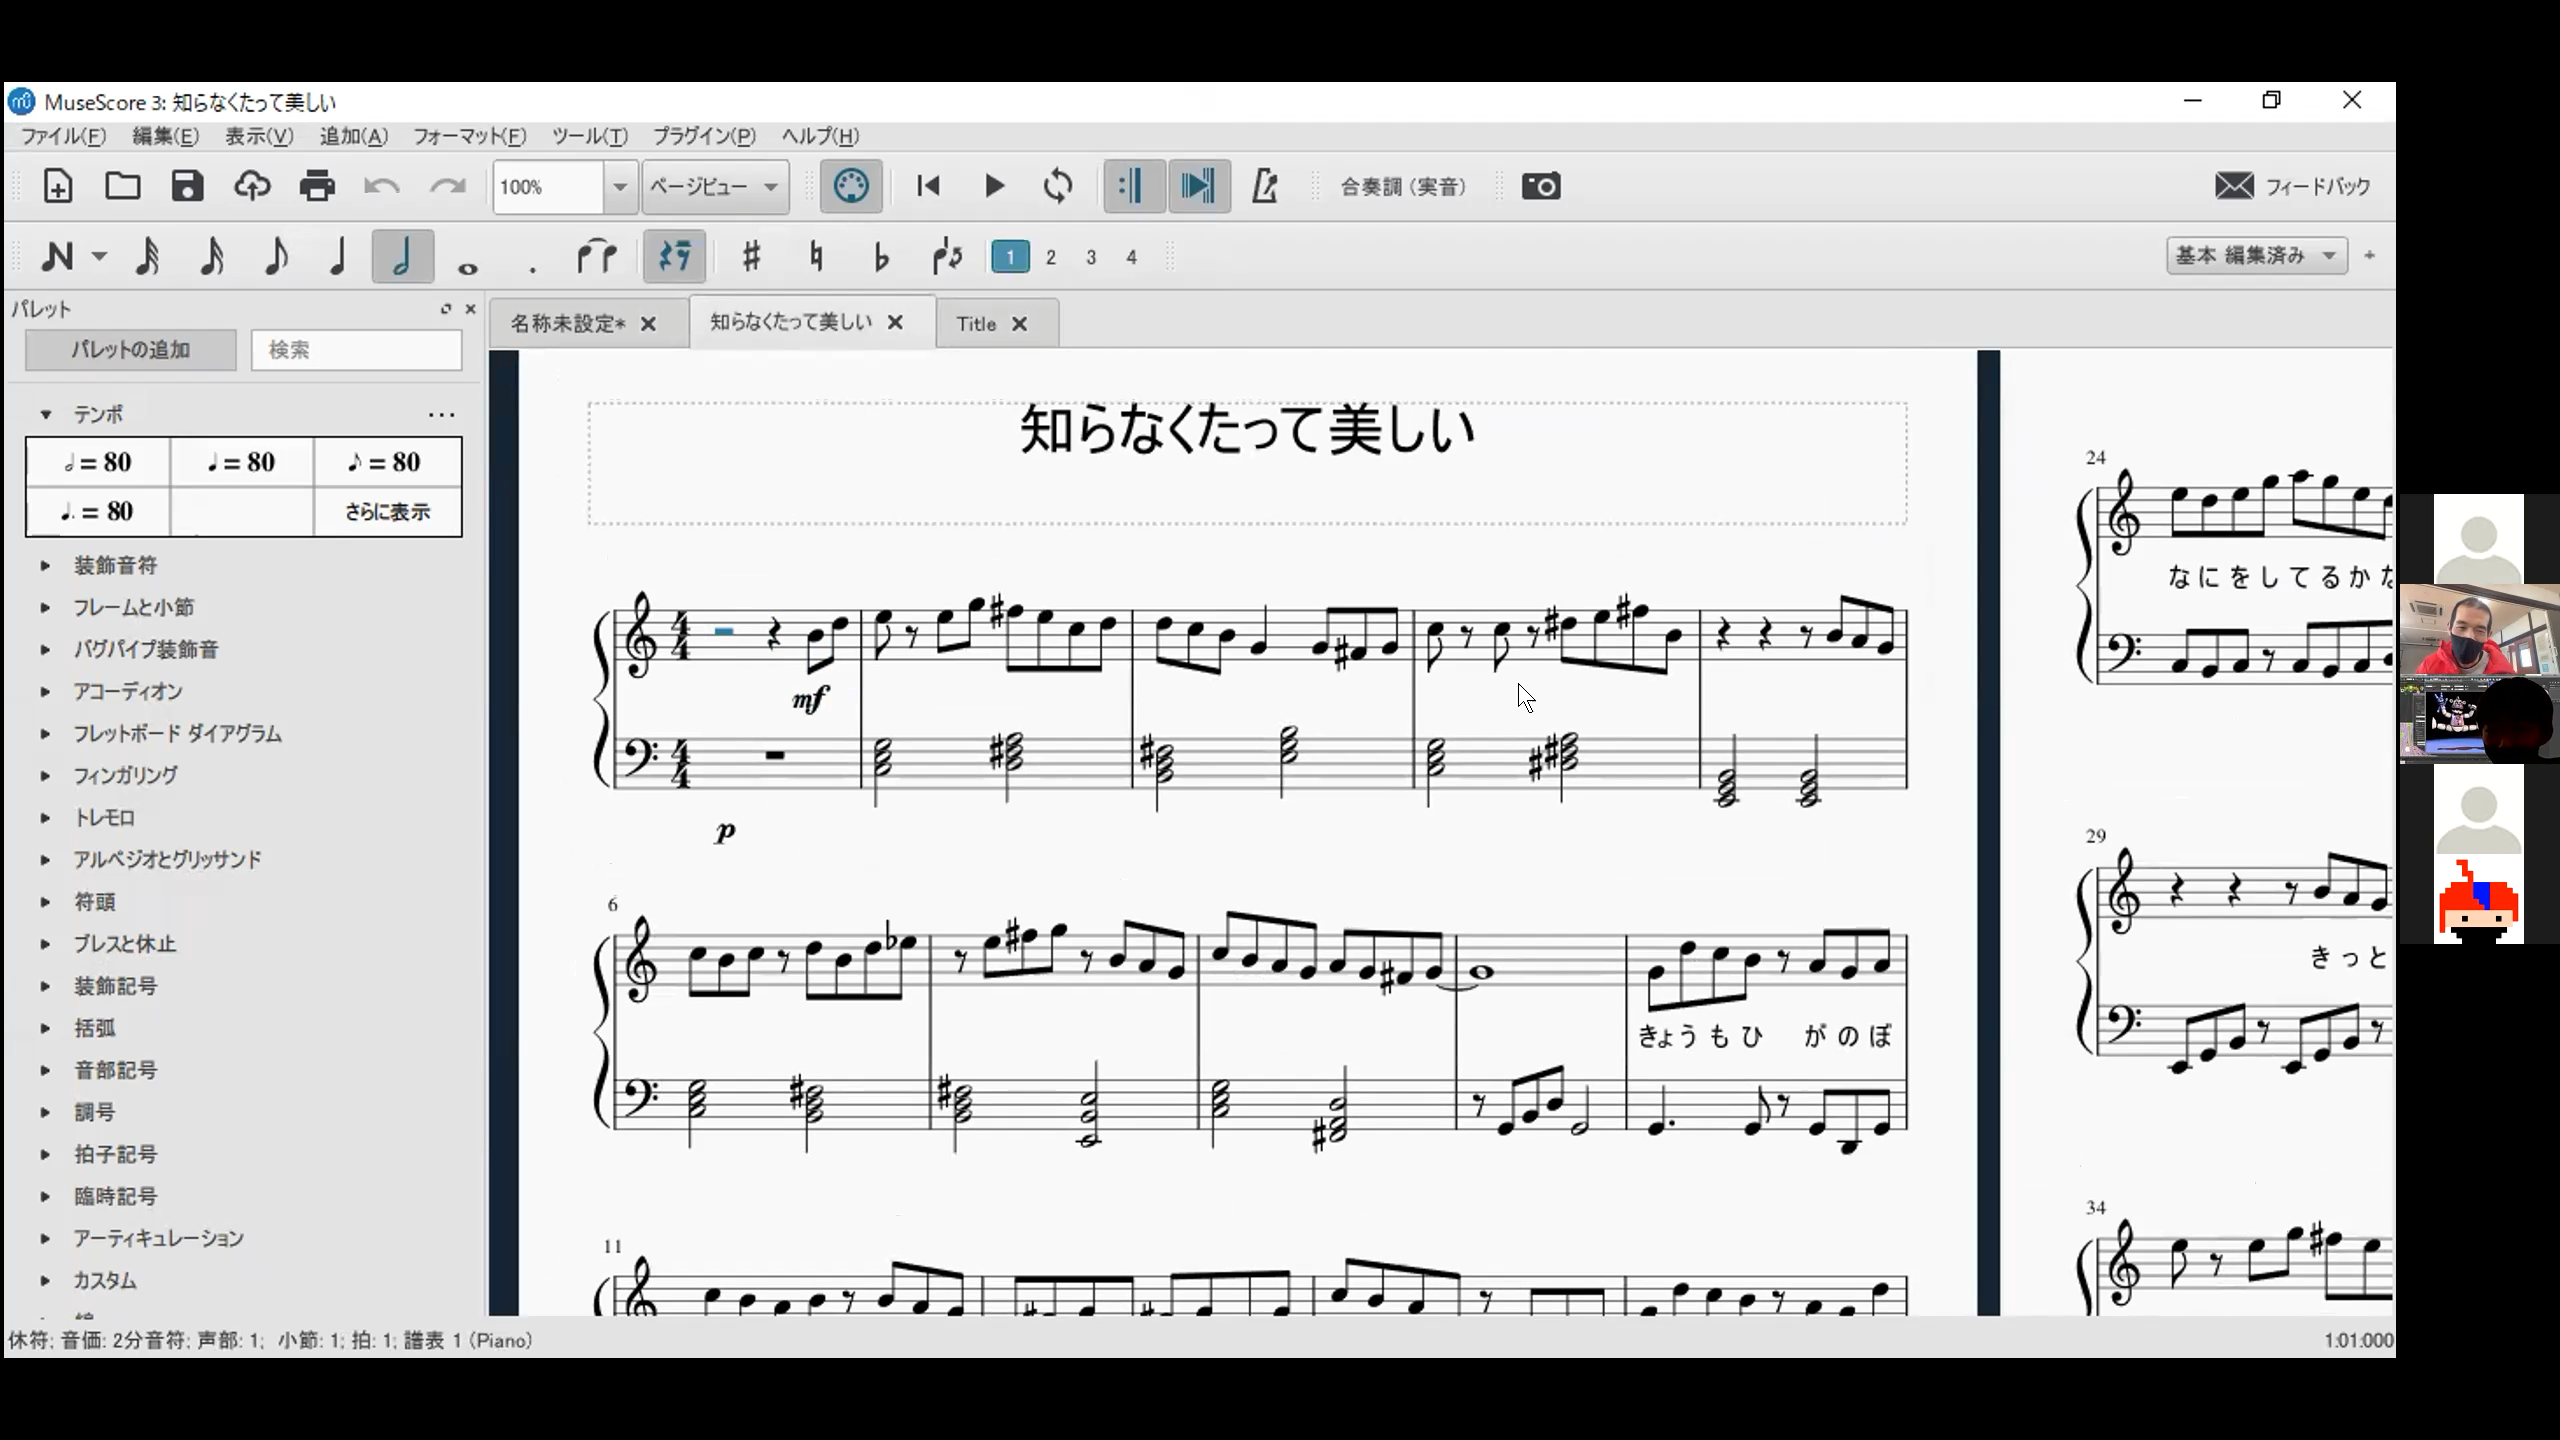 MuseScore 3: 知らなくたって美しい
ファイル(F) 編集(E) 表示(V) 追加(A) フォーマット(F) ツール(T) プラグイン(P) ヘルプ(H)
100% ページビュー 合奏調 (実音) フィードバック
1 2 3 4 基本 編集済み
パレット
パレットの追加 検索
名称未設定* 知らなくたって美しい Title
テンポ
= 80 = 80 = 80
= 80 さらに表示
装飾音符
フレームと小節
バグパイプ装飾音
アコーディオン
フレットボード ダイアグラム
フィンガリング
トレモロ
アルペジオとグリッサンド
符頭
ブレスと休止
装飾記号
括弧
音部記号
調号
拍子記号
臨時記号
アーティキュレーション
カスタム
知らなくたって美しい
mf
p
6
きょう も ひ が の ぼ
11
24
な に を し て る か な
29
き っ と
34
休符; 音価: 2分音符; 声部: 1; 小節: 1; 拍: 1; 譜表 1 (Piano)
1:01:000